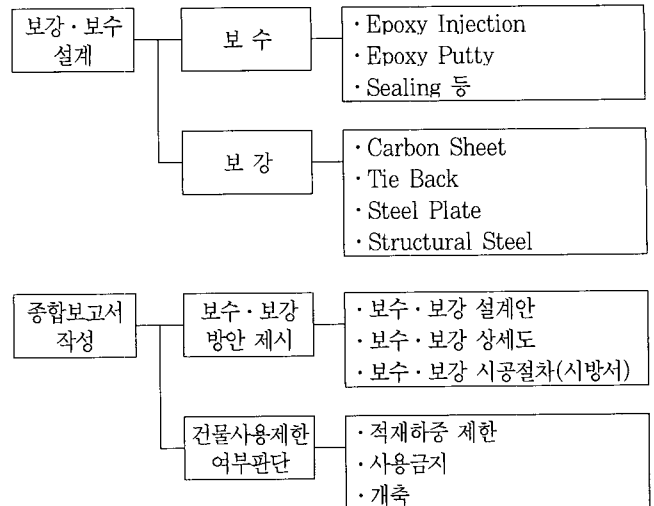 보강·보수
설계
보 수
· Epoxy Injection
· Epoxy Putty
· Sealing 등
보 강
· Carbon Sheet
· Tie Back
· Steel Plate
· Structural Steel
종합보고서
작성
보수·보강
방안 제시
· 보수·보강 설계안
· 보수·보강 상세도
· 보수·보강 시공절차(시방서)
건물사용제한
여부판단
· 적재하중 제한
· 사용금지
· 개축